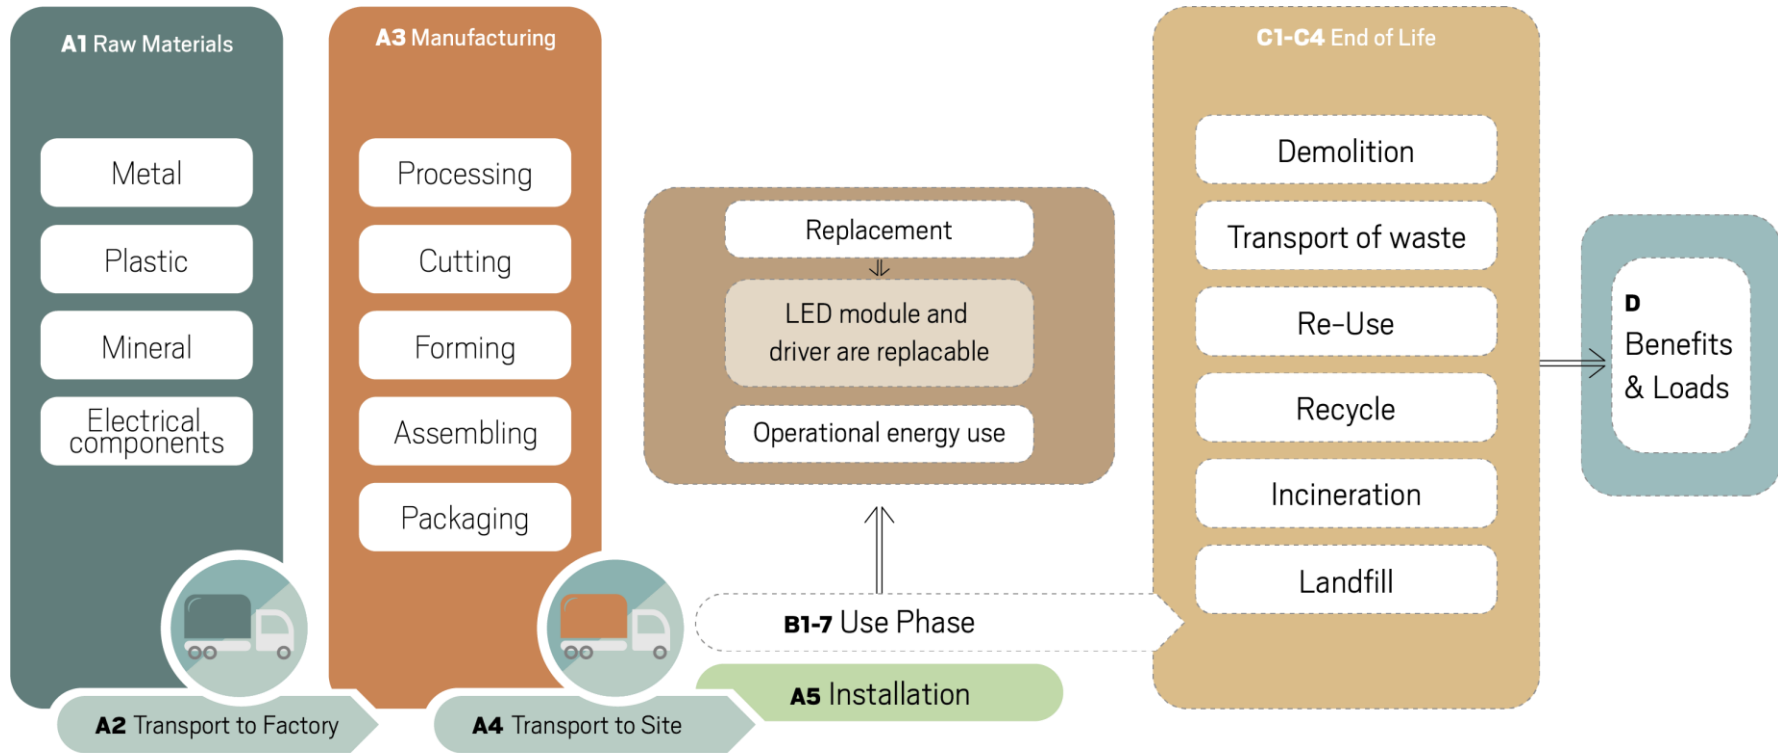 A1 Raw Materials
Metal
Plastic
Mineral
Electrical
components
A2 Transport to Factory
A3 Manufacturing
Processing
Cutting
Forming
Assembling
Packaging
A4 Transport to Site
A5 Installation
B1-7 Use Phase
Replacement
LED module and
driver are replacable
Operational energy use
C1-C4 End of Life
Demolition
Transport of waste
Re-Use
Recycle
Incineration
Landfill
D
Benefits
& Loads